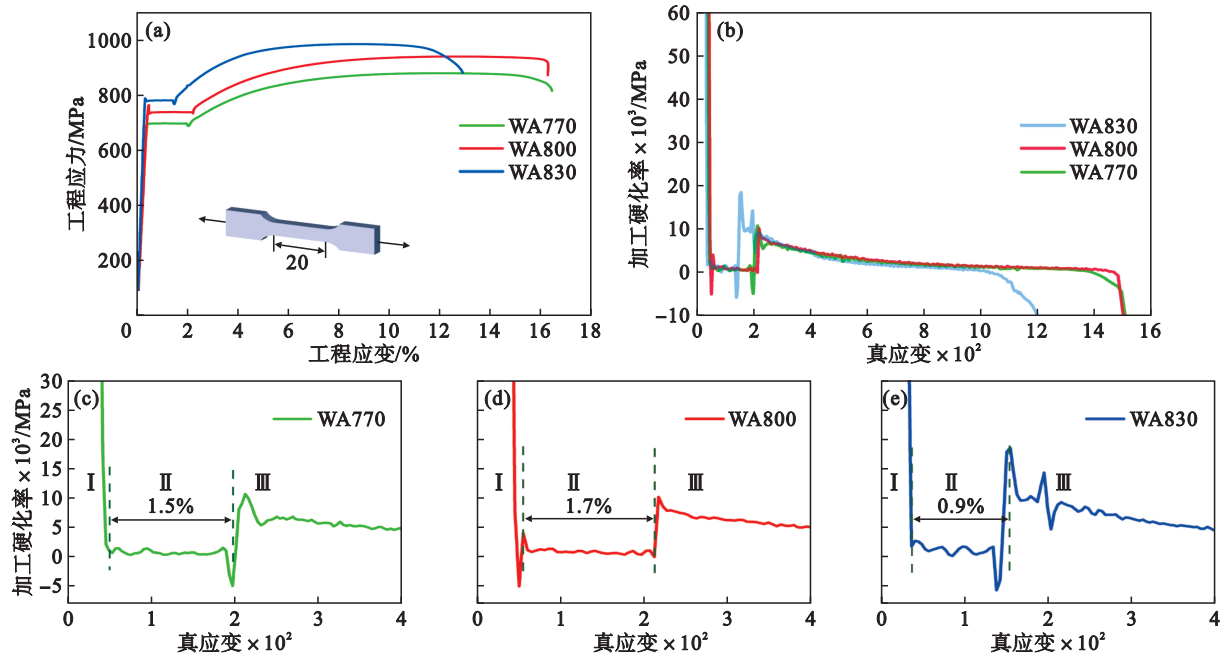 (a)
1000
800
600
400
200
工程应力/MPa
WA770
WA800
WA830
20
0 2 4 6 8 10 12 14 16 18
工程应变/%
(b)
60
50
40
30
20
10
0
−10
加工硬化率×10³/MPa
WA830
WA800
WA770
0 2 4 6 8 10 12 14 16
真应变×10²
(c)
30
25
20
15
10
5
0
−5
加工硬化率×10³/MPa
WA770
Ⅰ Ⅱ Ⅲ
1.5%
0 1 2 3 4
真应变×10²
(d)
WA800
Ⅰ Ⅱ Ⅲ
1.7%
0 1 2 3 4
真应变×10²
(e)
WA830
Ⅰ Ⅱ Ⅲ
0.9%
0 1 2 3 4
真应变×10²